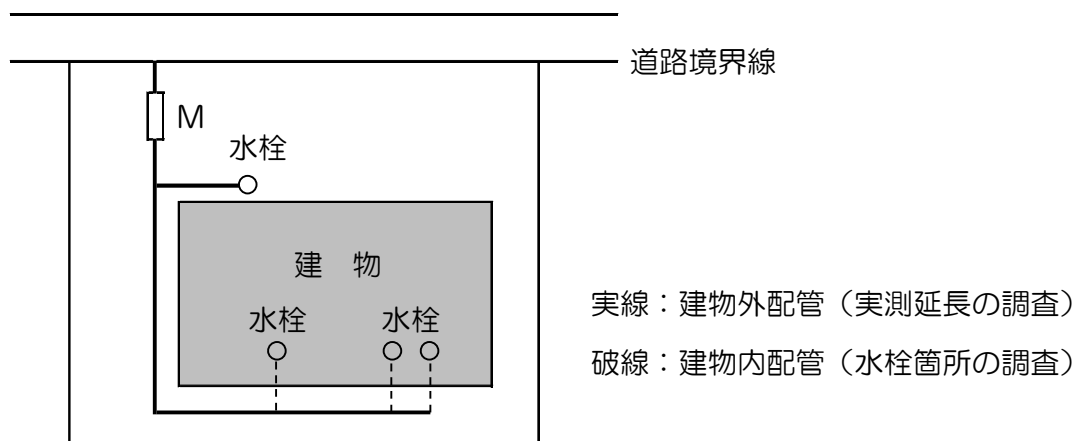 道路境界線
M
水栓
建 物
水栓 水栓
実線：建物外配管（実測延長の調査）
破線：建物内配管（水栓箇所の調査）